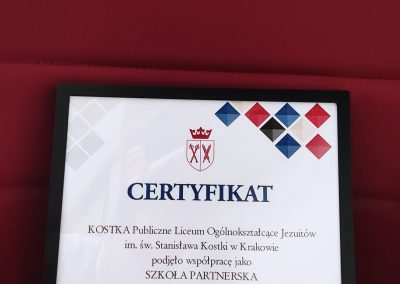 CERTYFIKAT
KOSTKA Publiczne Liceum Ogólnokształcące Jezuitów
im. św. Stanisława Kostki w Krakowie
podjęło współpracę jako
SZKOŁA PARTNERSKA